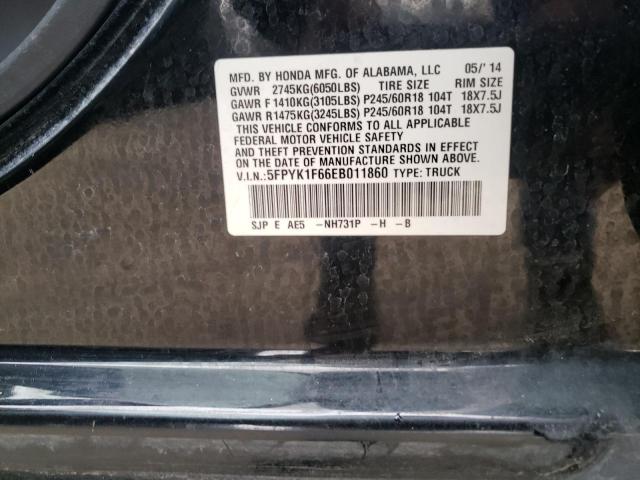 MFD. BY HONDA MFG. OF ALABAMA, LLC 05/'14
GVWR 2745KG(6050LBS) TIRE SIZE RIM SIZE
GAWR F 1410KG(3105LBS) P245/60R18 104T 18X7.5J
GAWR R1475KG(3245LBS) P245/60R18 104T 18X7.5J
THIS VEHICLE CONFORMS TO ALL APPLICABLE
FEDERAL MOTOR VEHICLE SAFETY
AND THEFT PREVENTION STANDARDS IN EFFECT
ON THE DATE OF MANUFACTURE SHOWN ABOVE.
V.I.N.:5FPYK1F66EB011860 TYPE: TRUCK
SJP E AE5 -NH731P -H -B